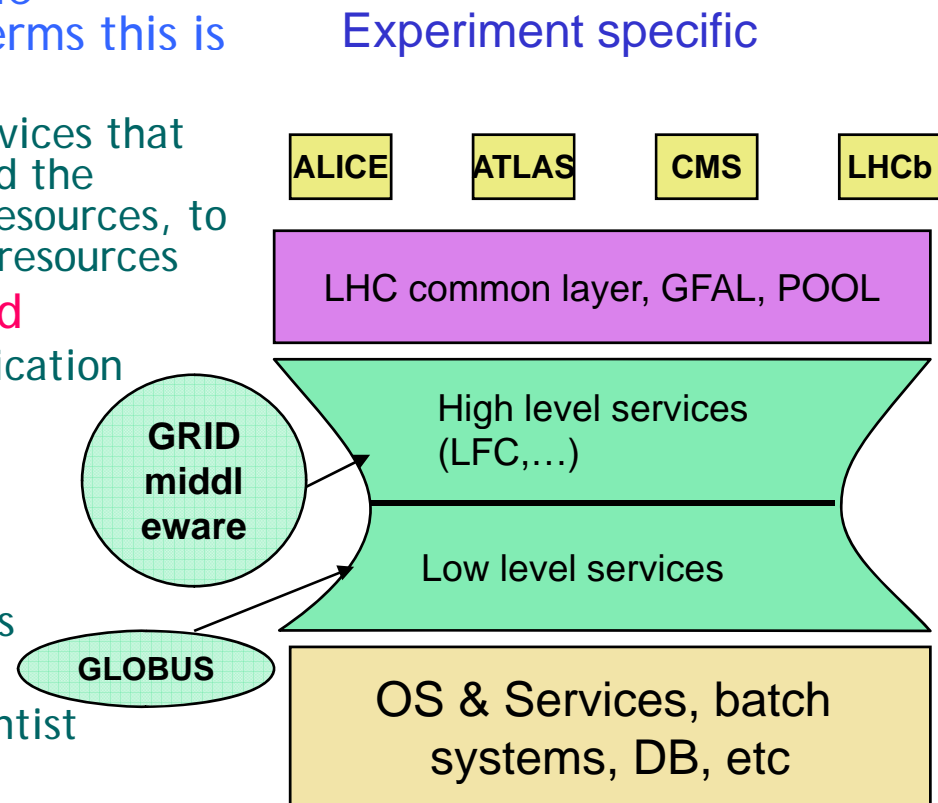 erms this is
vices that
d the
esources, to
resources
d
ication
s
ntist
Experiment specific
ALICE
ATLAS
CMS
LHCb
LHC common layer, GFAL, POOL
High level services
(LFC,…)
Low level services
GRID
middl
eware
GLOBUS
OS & Services, batch
systems, DB, etc